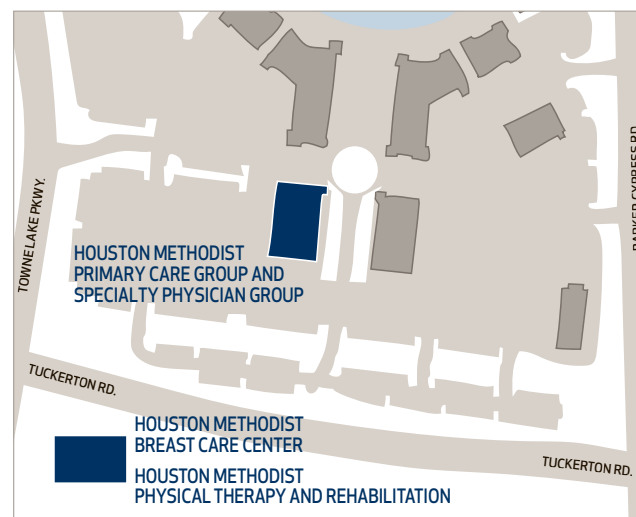 TOWNE LAKE PKWY.
BARKER CYPRESS RD.
HOUSTON METHODIST
PRIMARY CARE GROUP AND
SPECIALTY PHYSICIAN GROUP
TUCKERTON RD.
HOUSTON METHODIST
BREAST CARE CENTER
HOUSTON METHODIST
PHYSICAL THERAPY AND REHABILITATION
TUCKERTON RD.